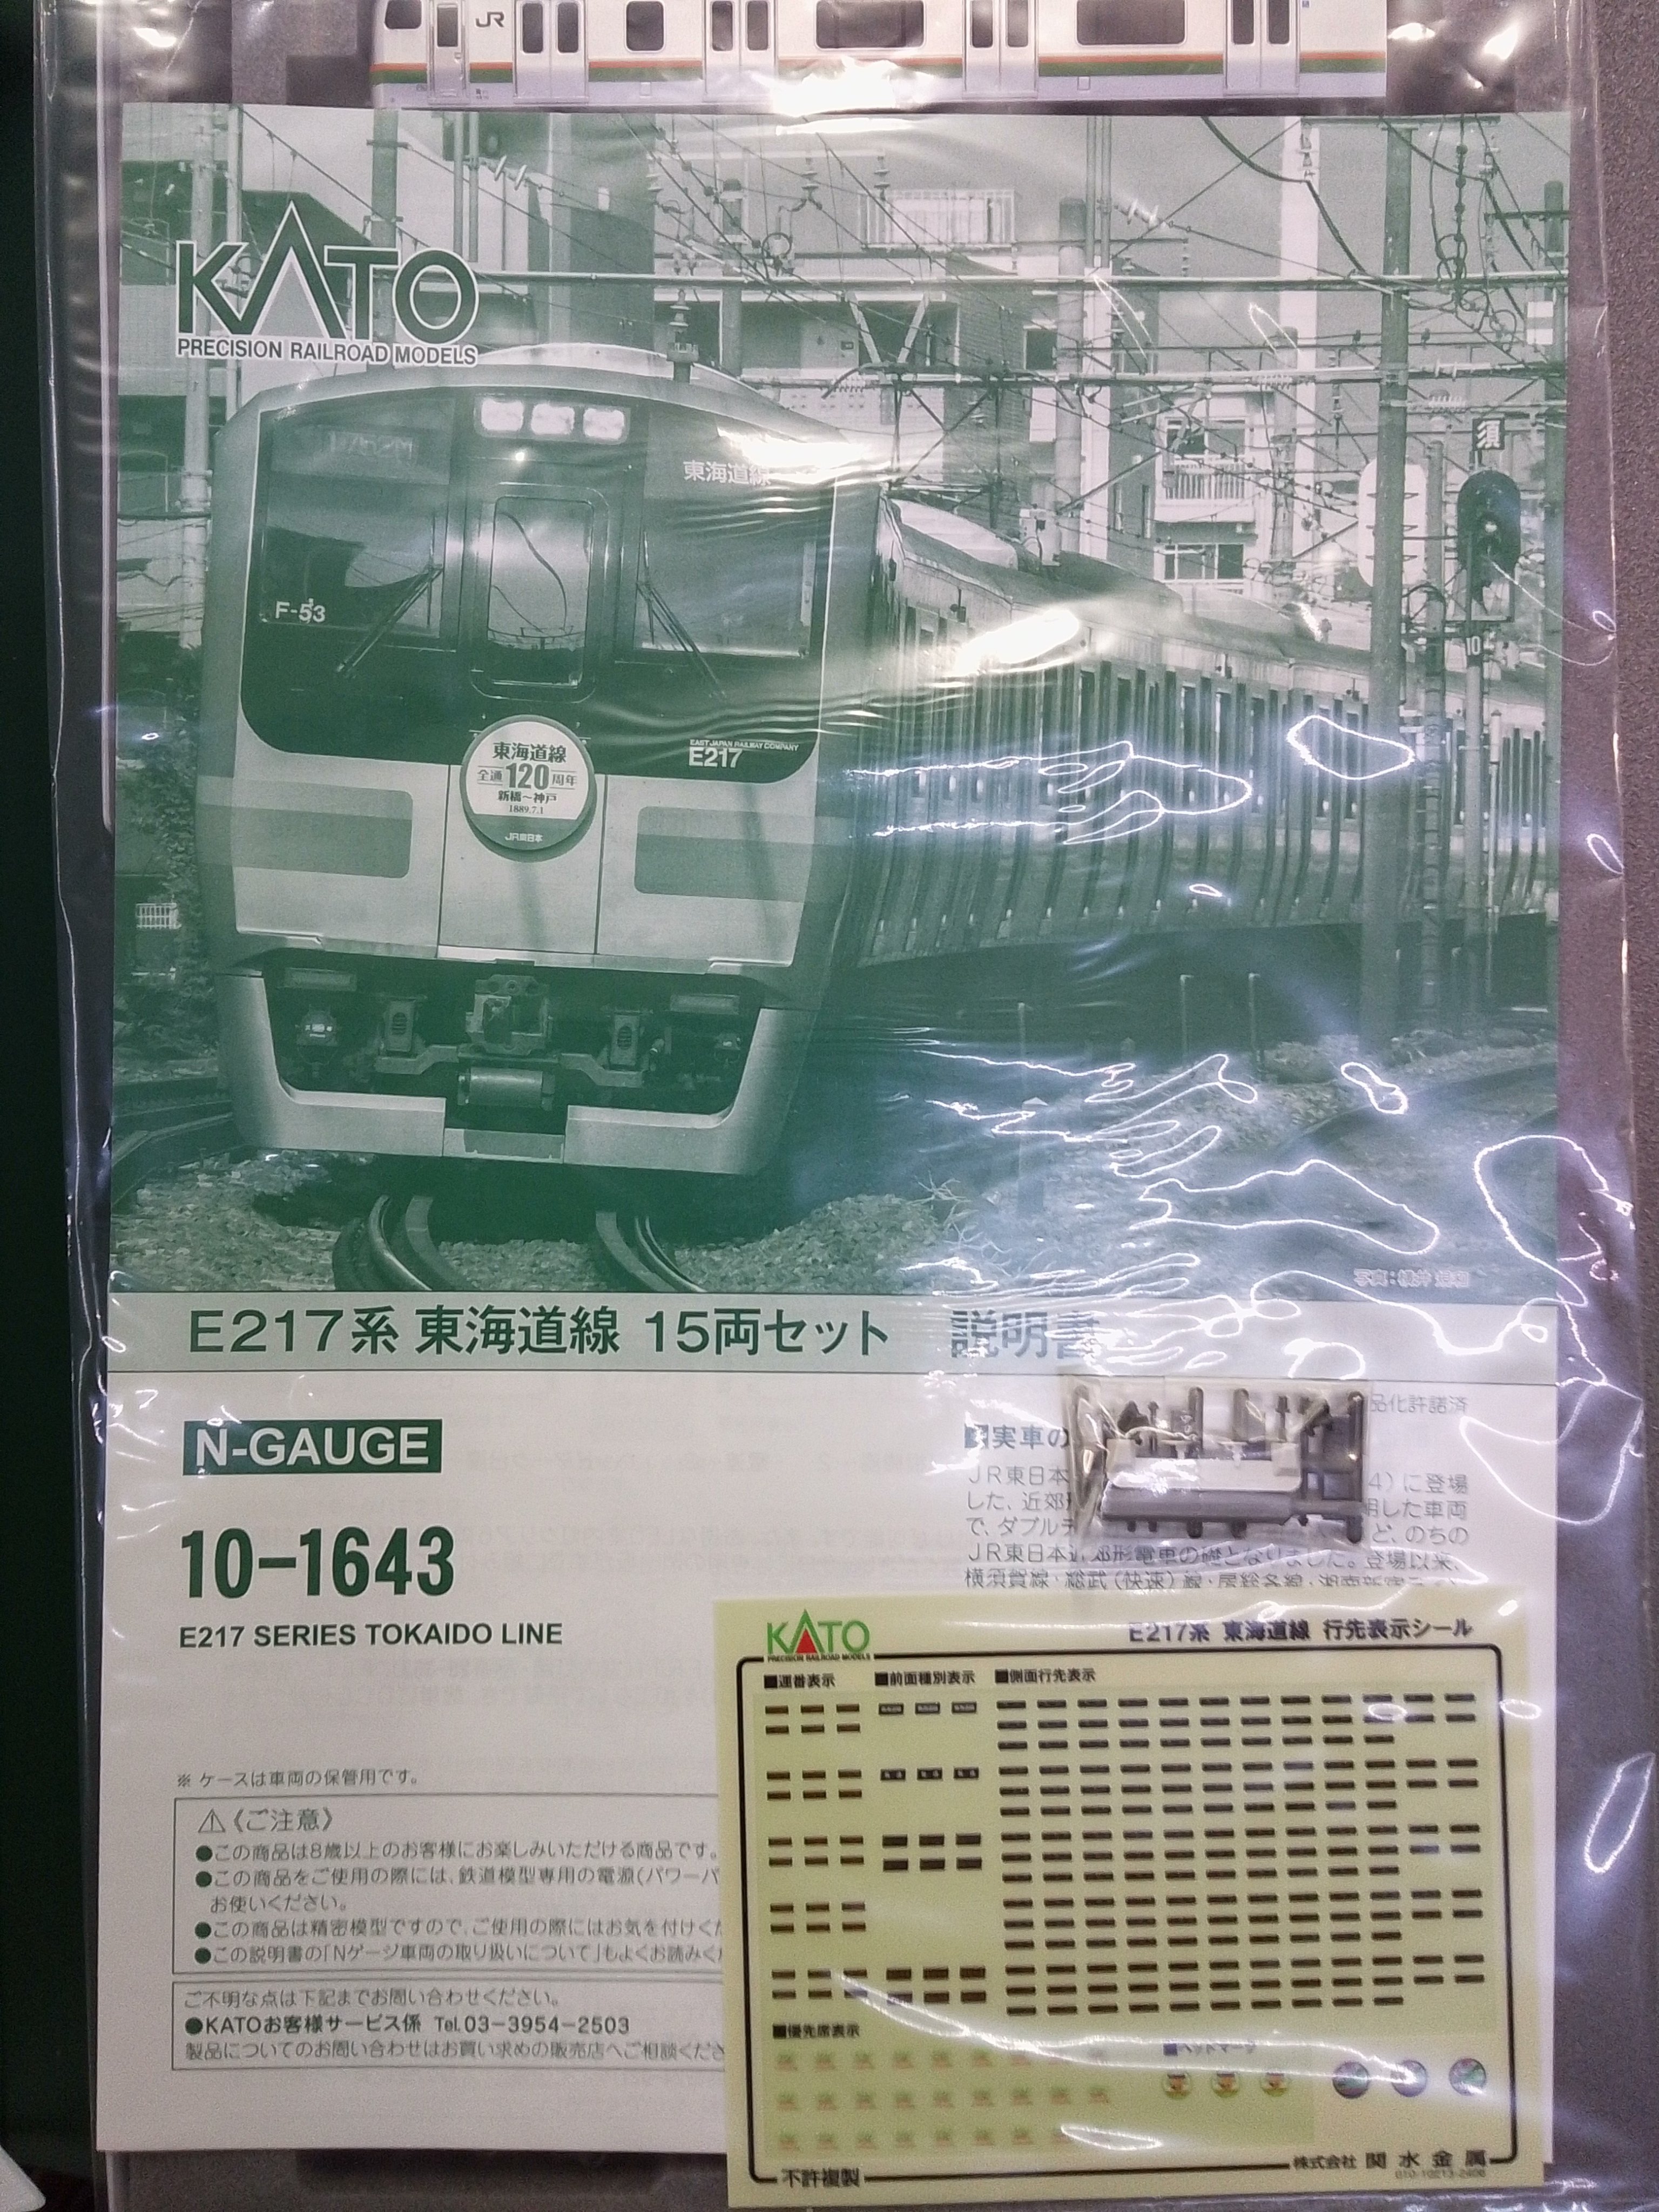 JR
KATO
PRECISION RAILROAD MODELS
須
東海道線
F-53
10
EAST JAPAN RAILWAY COMPANY
E217
東海道線
全通120周年
新橋～神戸
1889.7.1
JR東日本
写真:
E217系 東海道線 15両セット 説明書
N-GAUGE
品化許諾済
■実車の
JR東日本 4)に登場
した、近郊 用した車両
で、ダブルデ ど、のちの
JR東日本近郊形電車の礎となりました。登場以来、
横須賀線・総武(快速)線・房総各線・湘南新宿ライ
10-1643
E217 SERIES TOKAIDO LINE
※ ケースは車両の保管用です。
⚠《ご注意》
●この商品は8歳以上のお客様にお楽しみいただける商品です。
●この商品をご使用の際には、鉄道模型専用の電源(パワーパ
お使いください。
●この商品は精密模型ですので、ご使用の際にはお気を付けくだ
●この説明書の「Nゲージ車両の取り扱いについて」もよくお読みくだ
ご不明な点は下記までお問い合わせください。
●KATOお客様サービス係 Tel.03-3954-2503
製品についてのお問い合わせはお買い求めの販売店へご相談くださ
KATO
PRECISION RAILROAD MODELS
E217系 東海道線 行先表示シール
■運番表示 ■前面種別表示 ■側面行先表示
■優先席表示
■ヘッドマーク
不許複製
株式会社 関水金属